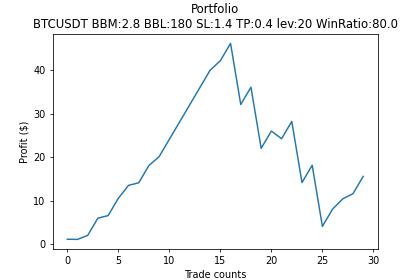 Portfolio
BTCUSDT BBM:2.8 BBL:180 SL:1.4 TP:0.4 lev:20 WinRatio:80.0
Profit ($)
40
30
20
10
0
0 5 10 15 20 25 30
Trade counts